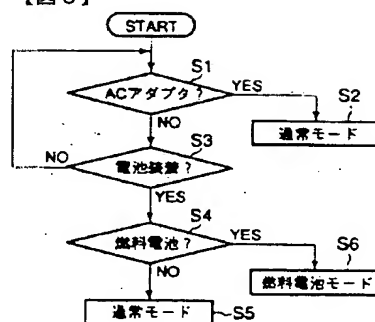 START
S1
ACアダプタ？
YES
S2
通常モード
NO
S3
NO
電池装着？
YES
S4
燃料電池？
YES
S6
燃料電池モード
NO
通常モード
S5